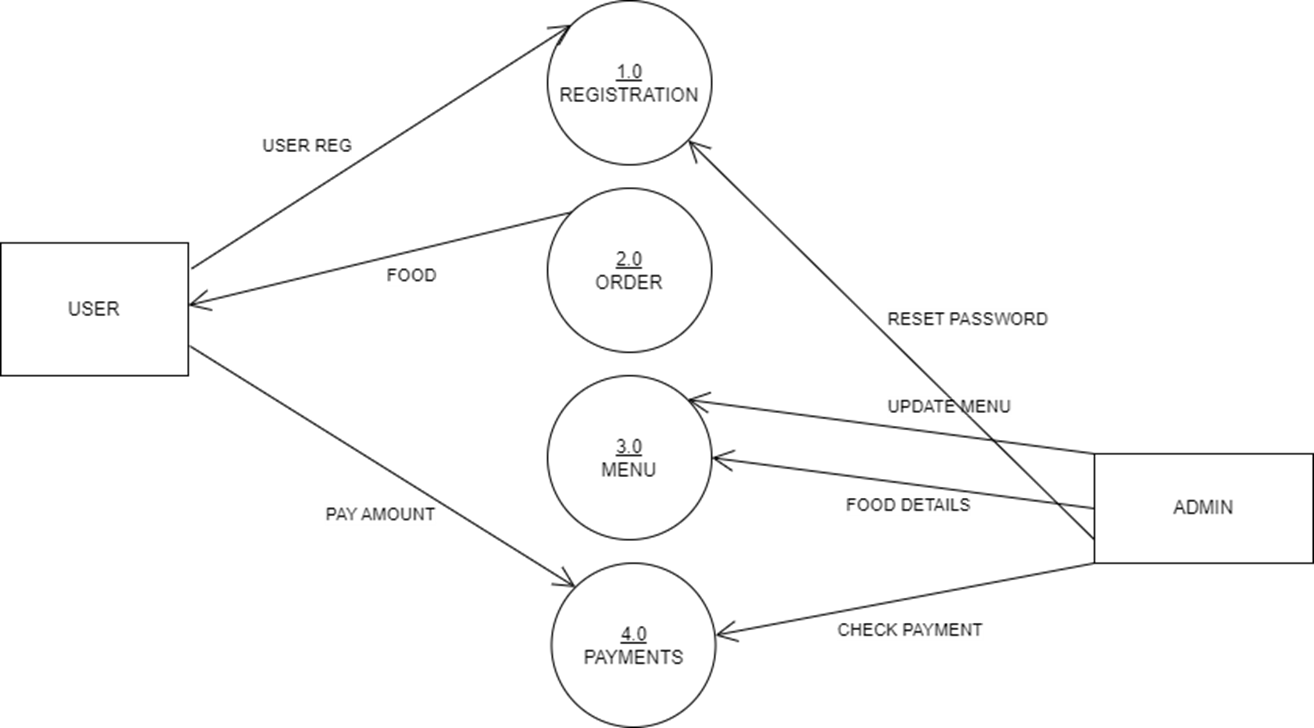 1.0
REGISTRATION
USER REG
2.0
ORDER
FOOD
USER
RESET PASSWORD
UPDATE MENU
3.0
MENU
FOOD DETAILS
ADMIN
PAY AMOUNT
4.0
PAYMENTS
CHECK PAYMENT